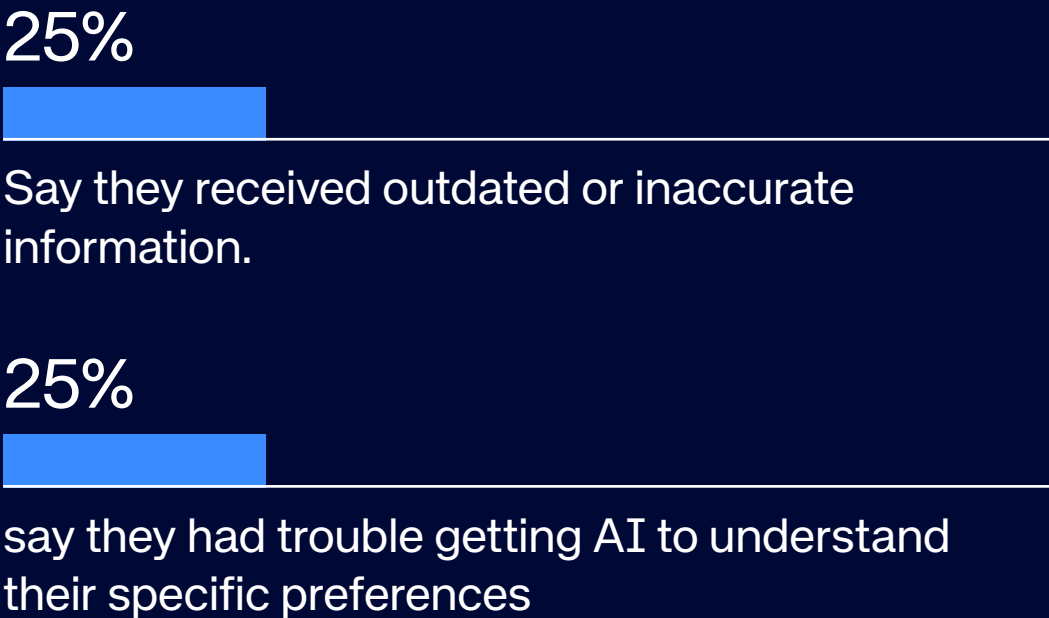 25%
Say they received outdated or inaccurate
information.
25%
say they had trouble getting AI to understand
their specific preferences